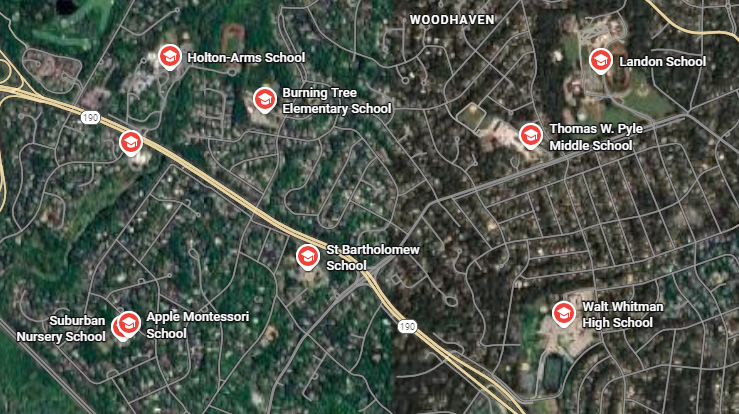 WOODHAVEN
Holton-Arms School
Landon School
Burning Tree
Elementary School
190
Thomas W. Pyle
Middle School
St Bartholomew
School
Walt Whitman
High School
Suburban
Nursery School
Apple Montessori
School
190